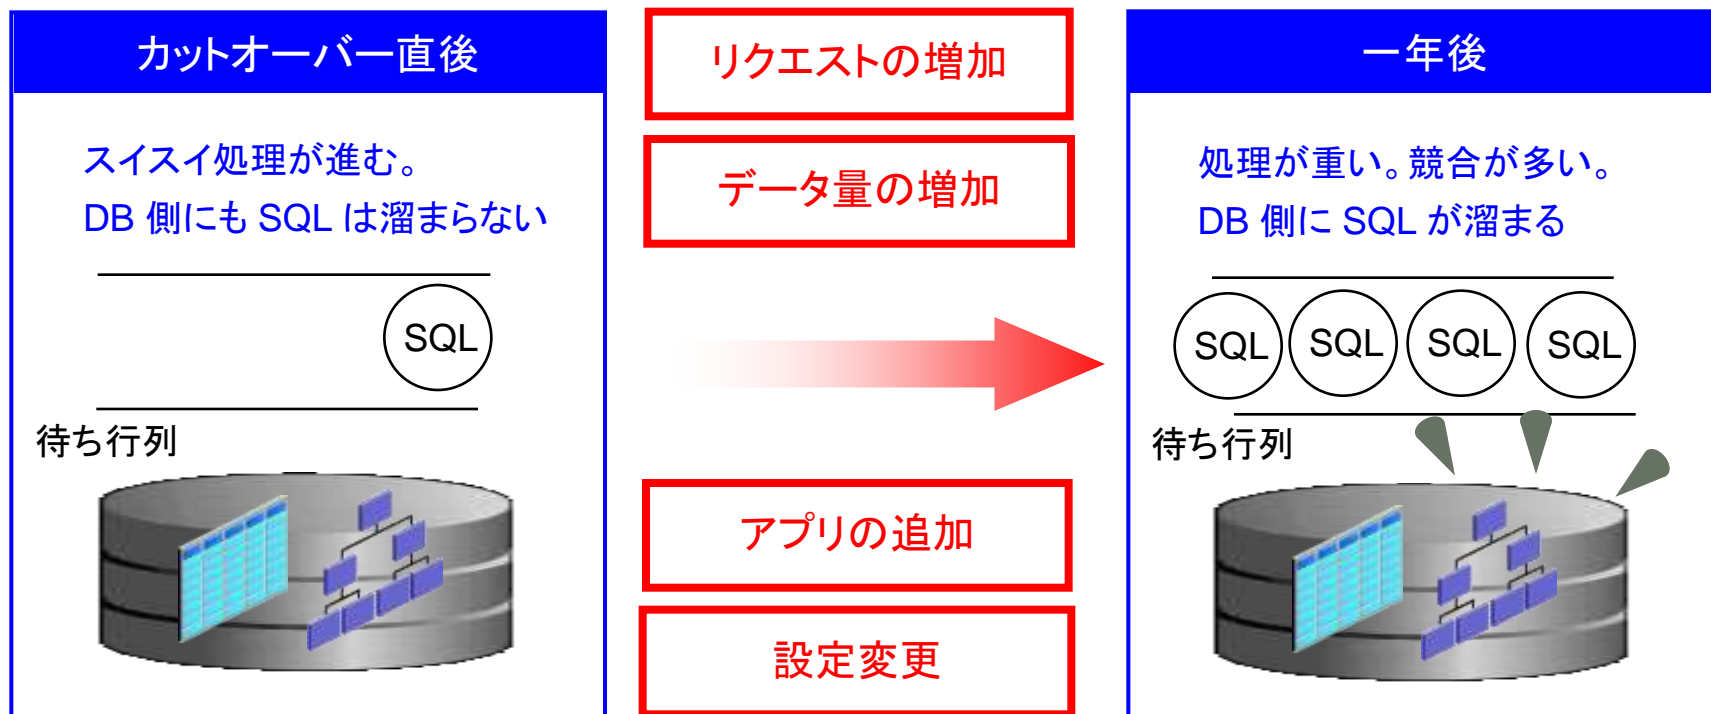 カットオーバー直後
スイスイ処理が進む。
DB 側にも SQL は溜まらない
SQL
待ち行列
リクエストの増加
データ量の増加
アプリの追加
設定変更
一年後
処理が重い。競合が多い。
DB 側に SQL が溜まる
SQL SQL SQL SQL
待ち行列